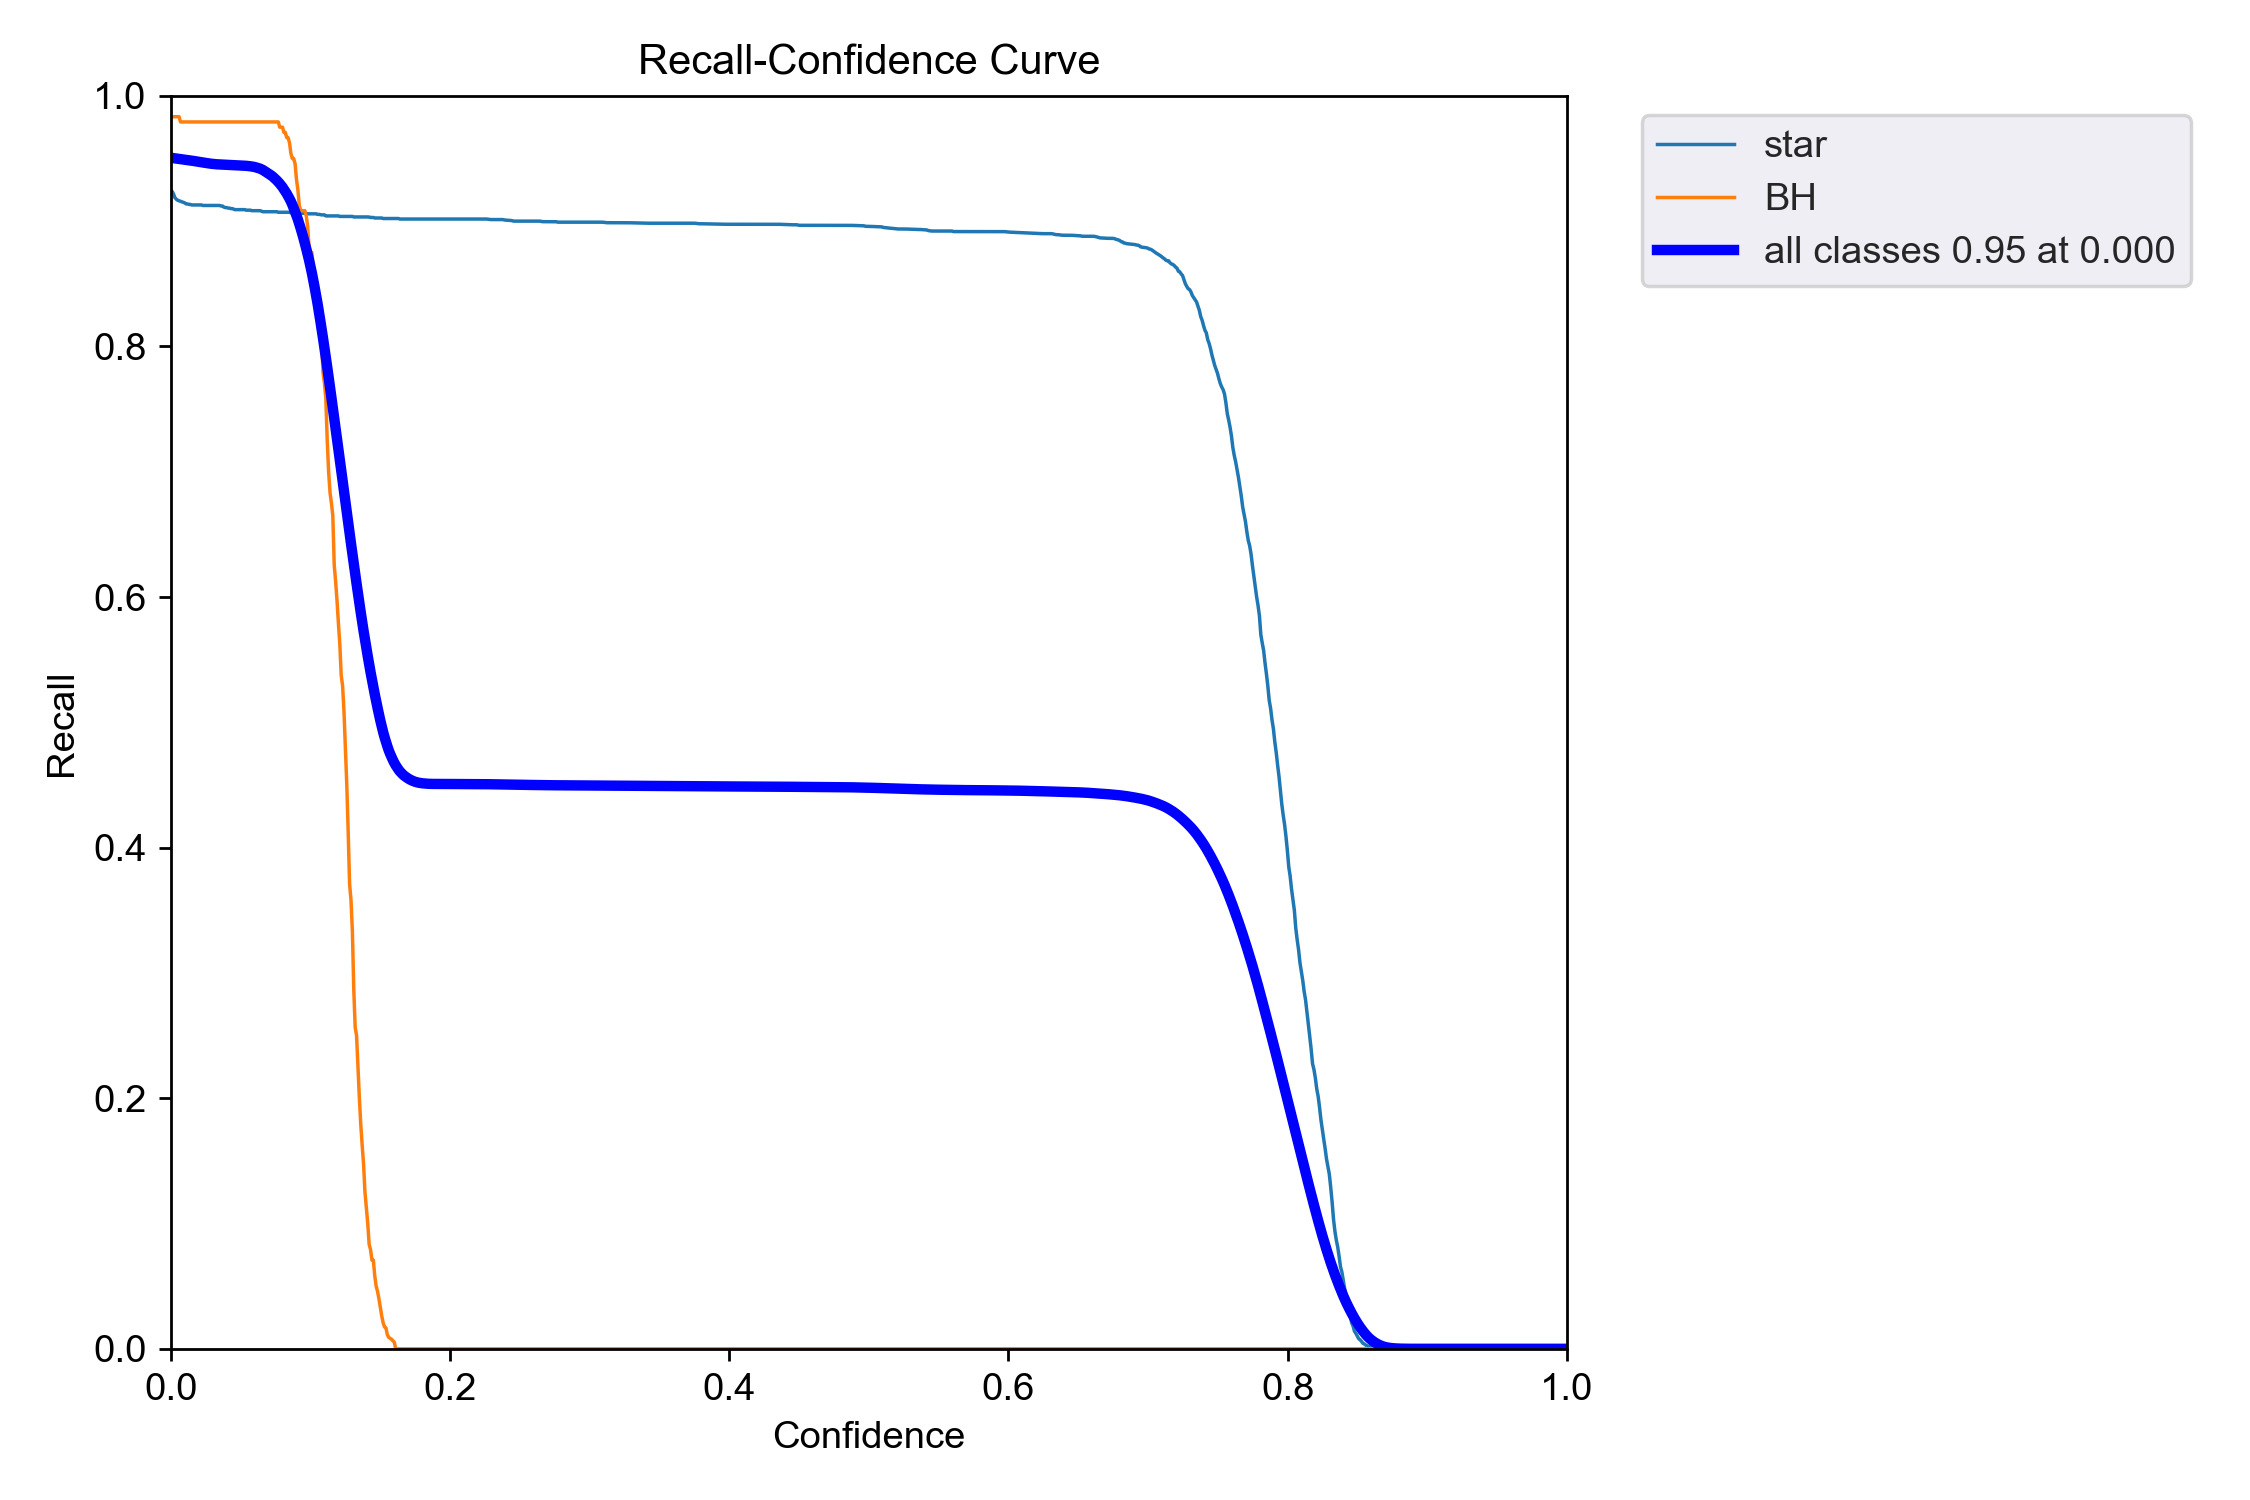 Recall-Confidence Curve
1.0
0.8
0.6
0.4
0.2
0.0
Recall
0.0 0.2 0.4 0.6 0.8 1.0
Confidence
star
BH
all classes 0.95 at 0.000